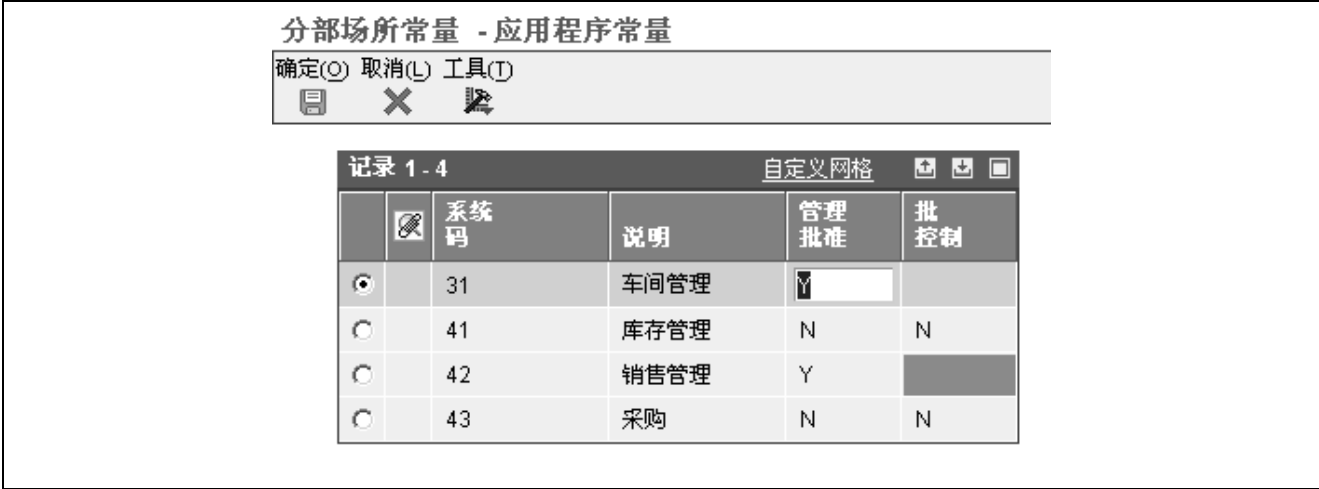 分部场所常量 - 应用程序常量
确定(O) 取消(L) 工具(T)
记录 1 - 4 自定义网格
系统码 说明 管理批准 批控制
31 车间管理 Y
41 库存管理 N N
42 销售管理 Y
43 采购 N N